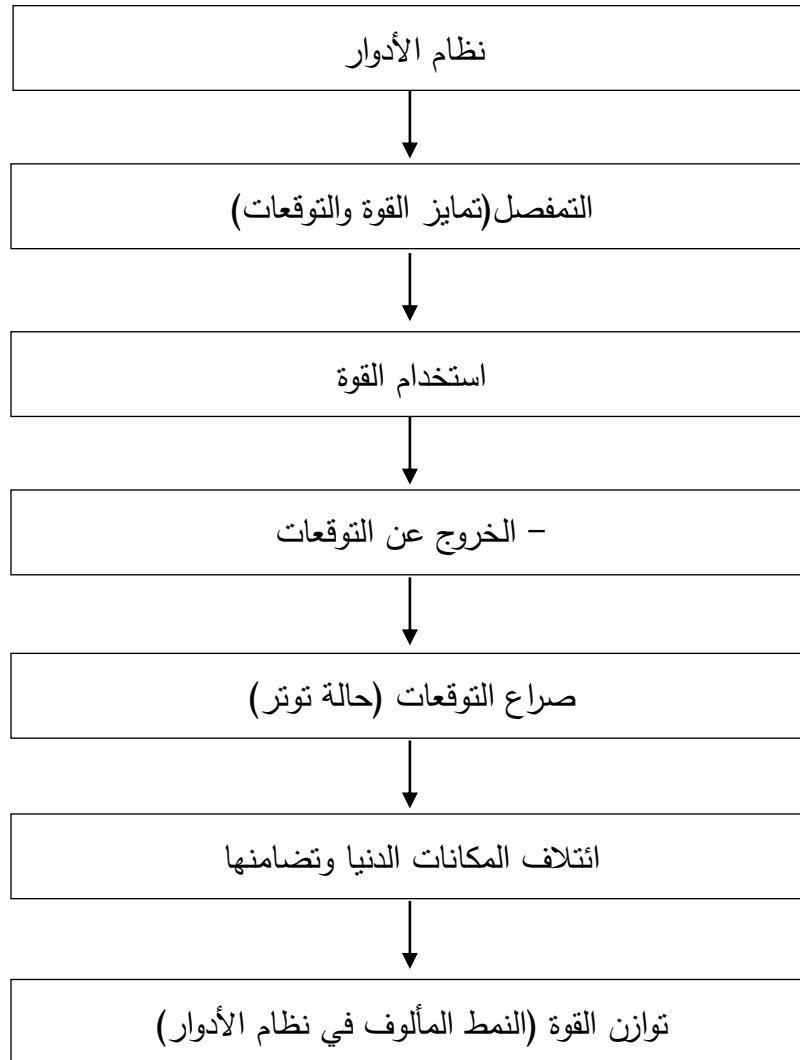 نظام الأدوار
التمفصل(تمايز القوة والتوقعات)
استخدام القوة
- الخروج عن التوقعات
صراع التوقعات (حالة توتر)
ائتلاف المكانات الدنيا وتضامنها
توازن القوة (النمط المألوف في نظام الأدوار)